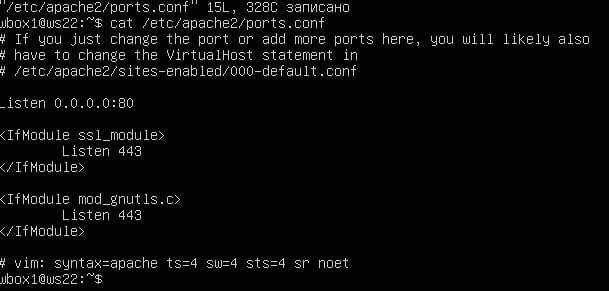 "/etc/apache2/ports.conf" 15L, 328C записано
wbox1@ws22:~$ cat /etc/apache2/ports.conf
# If you just change the port or add more ports here, you will likely also
# have to change the VirtualHost statement in
# /etc/apache2/sites-enabled/000-default.conf
Listen 0.0.0.0:80
<IfModule ssl_module>
Listen 443
</IfModule>
<IfModule mod_gnutls.c>
Listen 443
</IfModule>
# vim: syntax=apache ts=4 sw=4 sts=4 sr noet
wbox1@ws22:~$